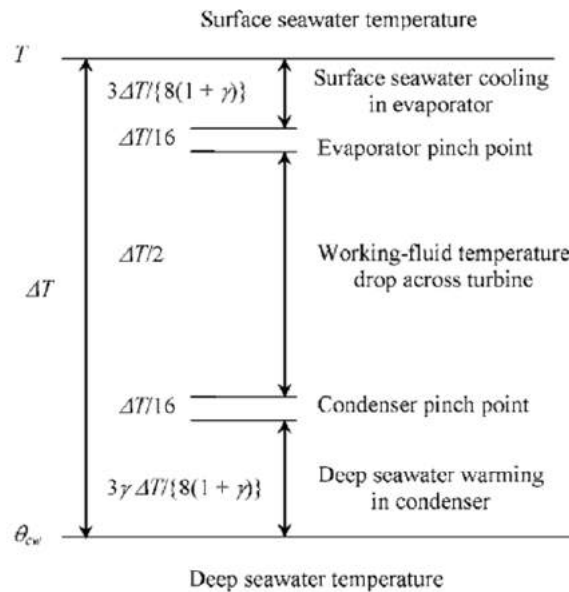 Surface seawater temperature
T
3ΔT/{8(1 + γ)}
Surface seawater cooling
in evaporator
ΔT/16
Evaporator pinch point
ΔT/2
Working-fluid temperature
drop across turbine
ΔT
ΔT/16
Condenser pinch point
3γ ΔT/{8(1 + γ)}
Deep seawater warming
in condenser
θcw
Deep seawater temperature